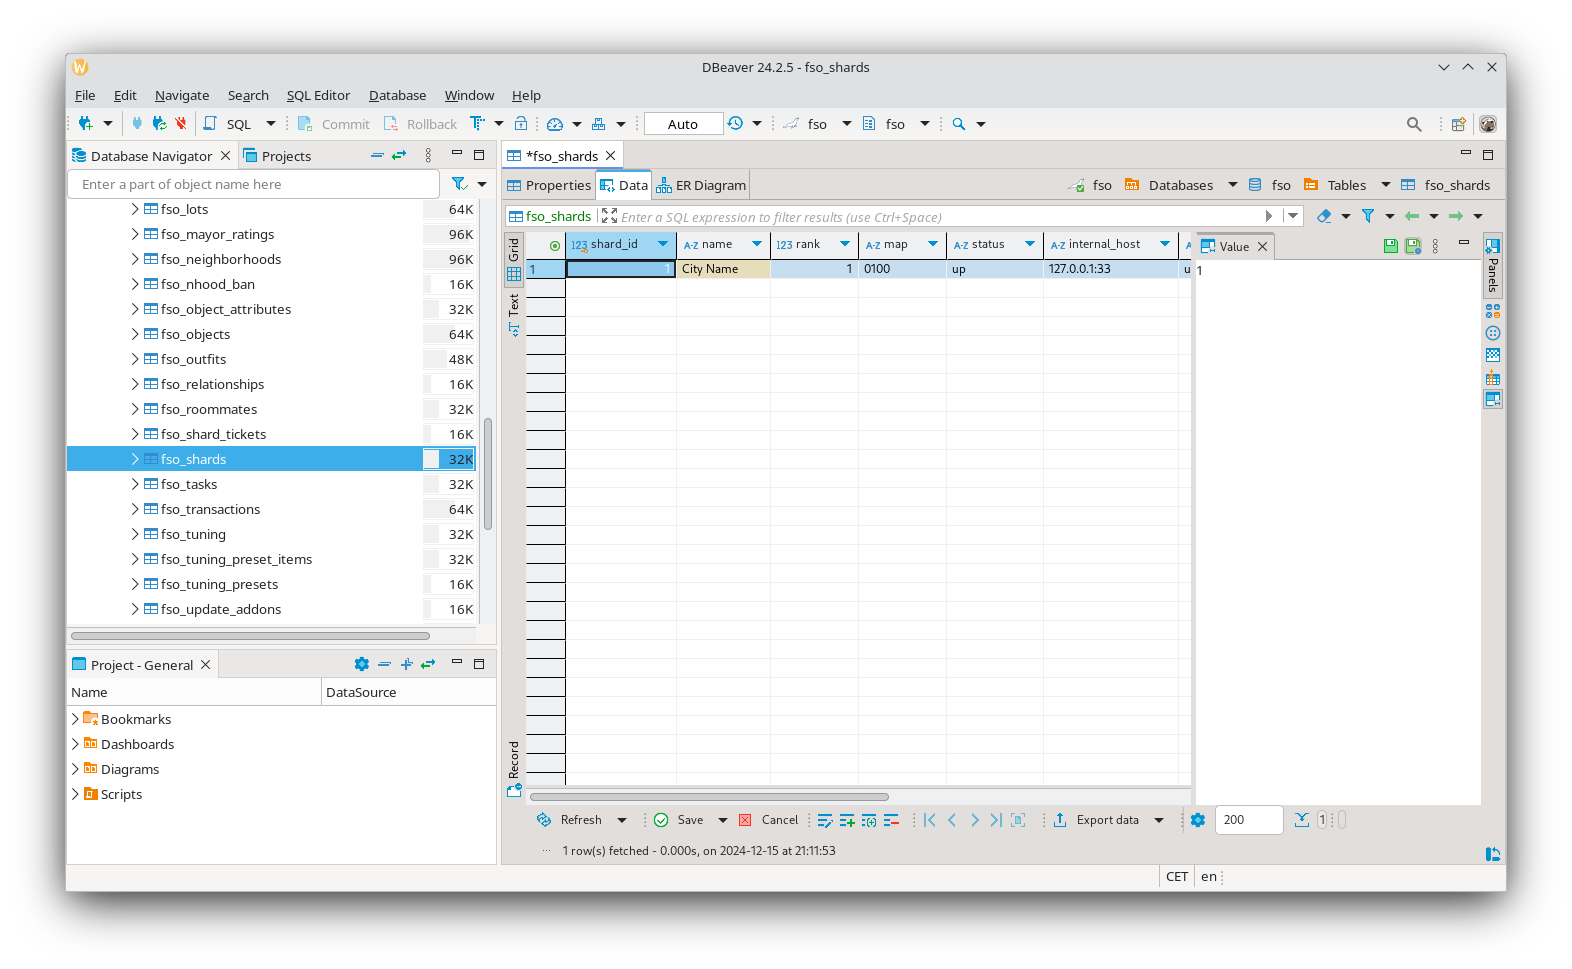 DBeaver 24.2.5 - fso_shards
File Edit Navigate Search SQL Editor Database Window Help
SQL Commit Rollback Auto fso fso
Database Navigator Projects
Enter a part of object name here
fso_lots 64K
fso_mayor_ratings 96K
fso_neighborhoods 96K
fso_nhood_ban 16K
fso_object_attributes 32K
fso_objects 64K
fso_outfits 48K
fso_relationships 16K
fso_roommates 32K
fso_shard_tickets 16K
fso_shards 32K
fso_tasks 32K
fso_transactions 64K
fso_tuning 32K
fso_tuning_preset_items 32K
fso_tuning_presets 16K
fso_update_addons 16K
Project - General
Name DataSource
Bookmarks
Dashboards
Diagrams
Scripts
*fso_shards
Properties Data ER Diagram fso Databases fso Tables fso_shards
fso_shards Enter a SQL expression to filter results (use Ctrl+Space)
Grid
Text
Record
123 shard_id A-Z name 123 rank A-Z map A-Z status A-Z internal_host A
1 1 City Name 1 0100 up 127.0.0.1:33 u
Value
1
Panels
Refresh Save Cancel Export data 200 1
1 row(s) fetched - 0.000s, on 2024-12-15 at 21:11:53
CET en